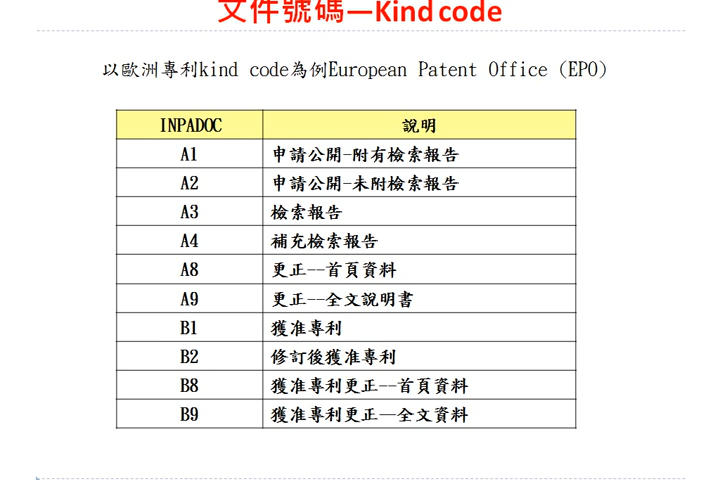 文件號碼—Kind code
以歐洲專利kind code為例European Patent Office (EPO)
INPADOC 說明
A1 申請公開-附有檢索報告
A2 申請公開-未附檢索報告
A3 檢索報告
A4 補充檢索報告
A8 更正--首頁資料
A9 更正--全文說明書
B1 獲准專利
B2 修訂後獲准專利
B8 獲准專利更正--首頁資料
B9 獲准專利更正—全文資料